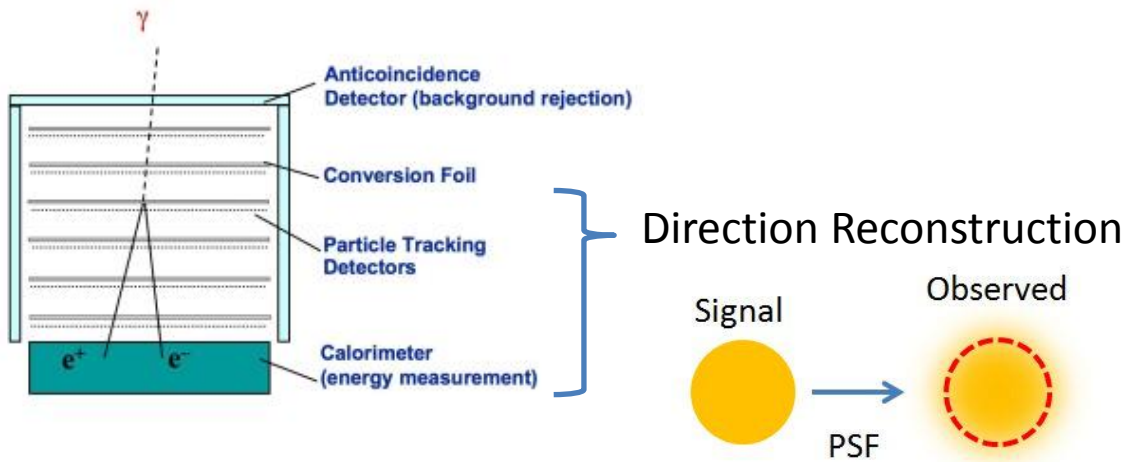 γ
Anticoincidence
Detector (background rejection)
Conversion Foil
Particle Tracking
Detectors
e⁺ e⁻
Calorimeter
(energy measurement)
Direction Reconstruction
Signal
Observed
PSF